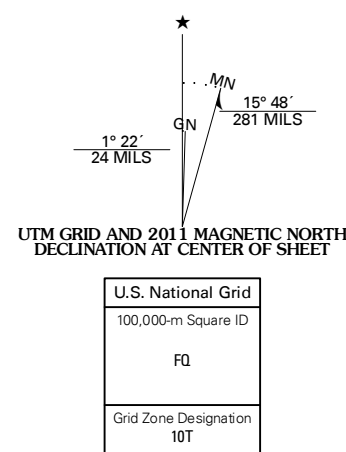 ★
MN
15° 48´
281 MILS
GN
1° 22´
24 MILS
UTM GRID AND 2011 MAGNETIC NORTH
DECLINATION AT CENTER OF SHEET
U.S. National Grid
100,000-m Square ID
FQ
Grid Zone Designation
10T